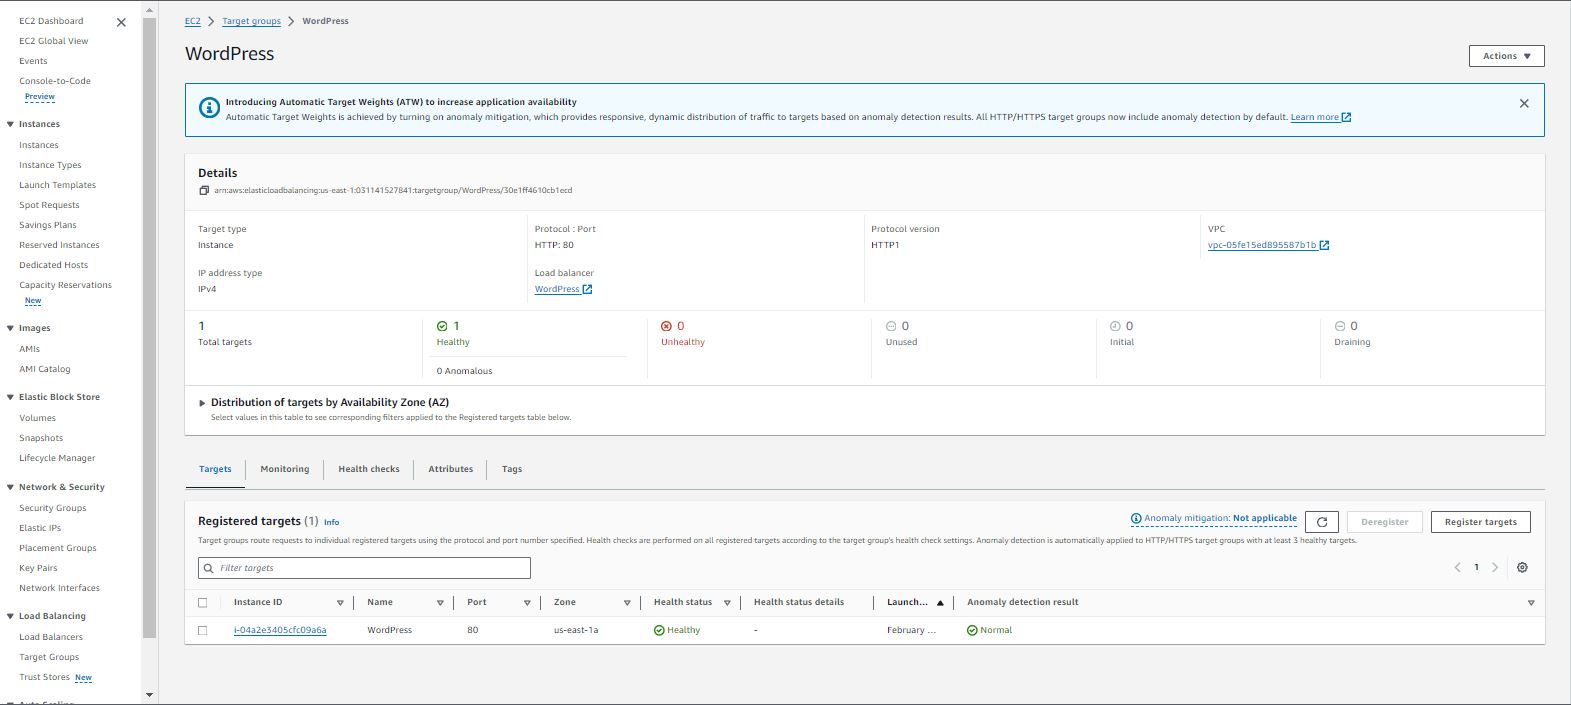 EC2 Dashboard
EC2 Global View
Events
Console-to-Code
Preview
Instances
Instances
Instance Types
Launch Templates
Spot Requests
Savings Plans
Reserved Instances
Dedicated Hosts
Capacity Reservations
New
Images
AMIs
AMI Catalog
Elastic Block Store
Volumes
Snapshots
Lifecycle Manager
Network & Security
Security Groups
Elastic IPs
Placement Groups
Key Pairs
Network Interfaces
Load Balancing
Load Balancers
Target Groups
Trust Stores New
Auto Scaling
EC2 > Target groups > WordPress
WordPress
Actions
Introducing Automatic Target Weights (ATW) to increase application availability
Automatic Target Weights is achieved by turning on anomaly mitigation, which provides responsive, dynamic distribution of traffic to targets based on anomaly detection results. All HTTP/HTTPS target groups now include anomaly detection by default. Learn more
Details
arn:aws:elasticloadbalancing:us-east-1:031141527841:targetgroup/WordPress/30e1ff4610cb1ecd
Target type
Instance
Protocol : Port
HTTP: 80
Protocol version
HTTP1
VPC
vpc-05fe15ed895587b1b
IP address type
IPv4
Load balancer
WordPress
1
Total targets
1
Healthy
0 Anomalous
0
Unhealthy
0
Unused
0
Initial
0
Draining
Distribution of targets by Availability Zone (AZ)
Select values in this table to see corresponding filters applied to the Registered targets table below.
Targets Monitoring Health checks Attributes Tags
Registered targets (1) Info
Anomaly mitigation: Not applicable
Deregister
Register targets
Target groups route requests to individual registered targets using the protocol and port number specified. Health checks are performed on all registered targets according to the target group's health check settings. Anomaly detection is automatically applied to HTTP/HTTPS target groups with at least 3 healthy targets.
Filter targets
1
Instance ID Name Port Zone Health status Health status details Launch... Anomaly detection result
i-04a2e3405cfc09a6a WordPress 80 us-east-1a Healthy - February ... Normal